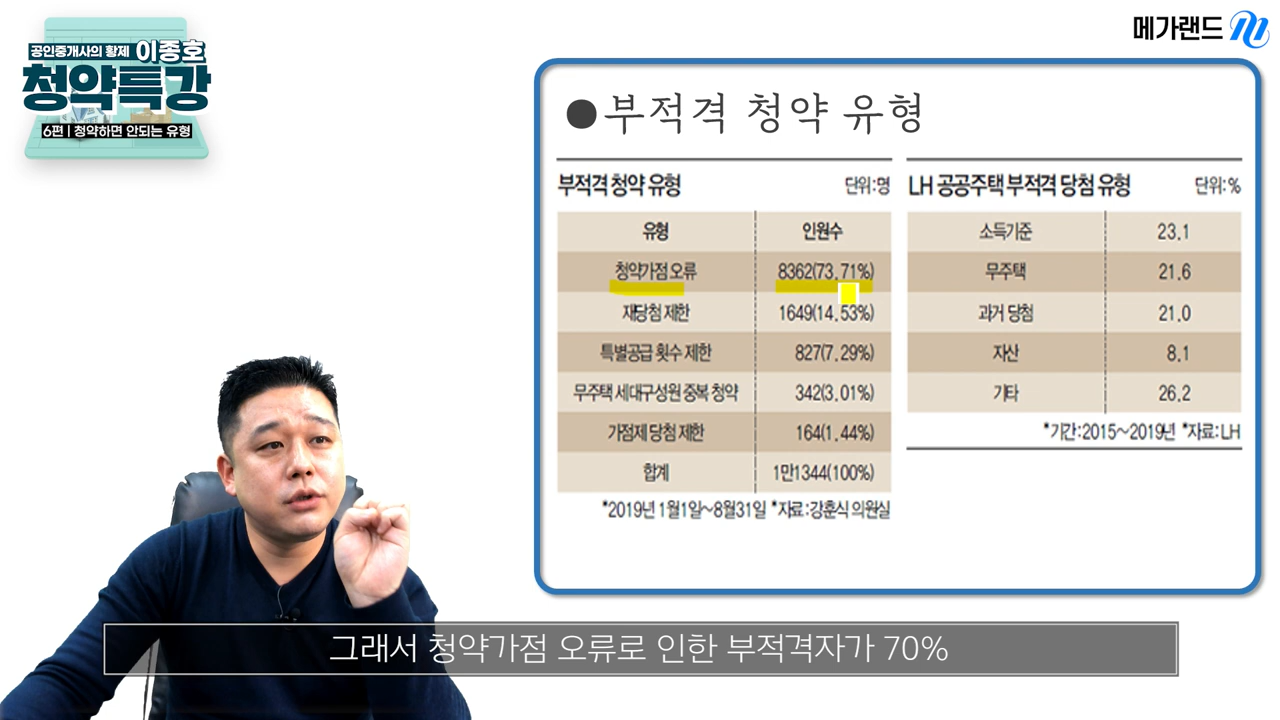 공인중개사의 황제 이종호
청약특강
6편 | 청약하면 안되는 유형
메가랜드
●부적격 청약 유형
부적격 청약 유형 단위:명
유형 인원수
청약가점 오류 8362(73.71%)
재당첨 제한 1649(14.53%)
특별공급 횟수 제한 827(7.29%)
무주택 세대구성원 중복 청약 342(3.01%)
가점제 당첨 제한 164(1.44%)
합계 1만1344(100%)
*2019년 1월1일~8월31일 *자료:강훈식 의원실
LH 공공주택 부적격 당첨 유형 단위:%
소득기준 23.1
무주택 21.6
과거 당첨 21.0
자산 8.1
기타 26.2
*기간:2015~2019년 *자료:LH
그래서 청약가점 오류로 인한 부적격자가 70%